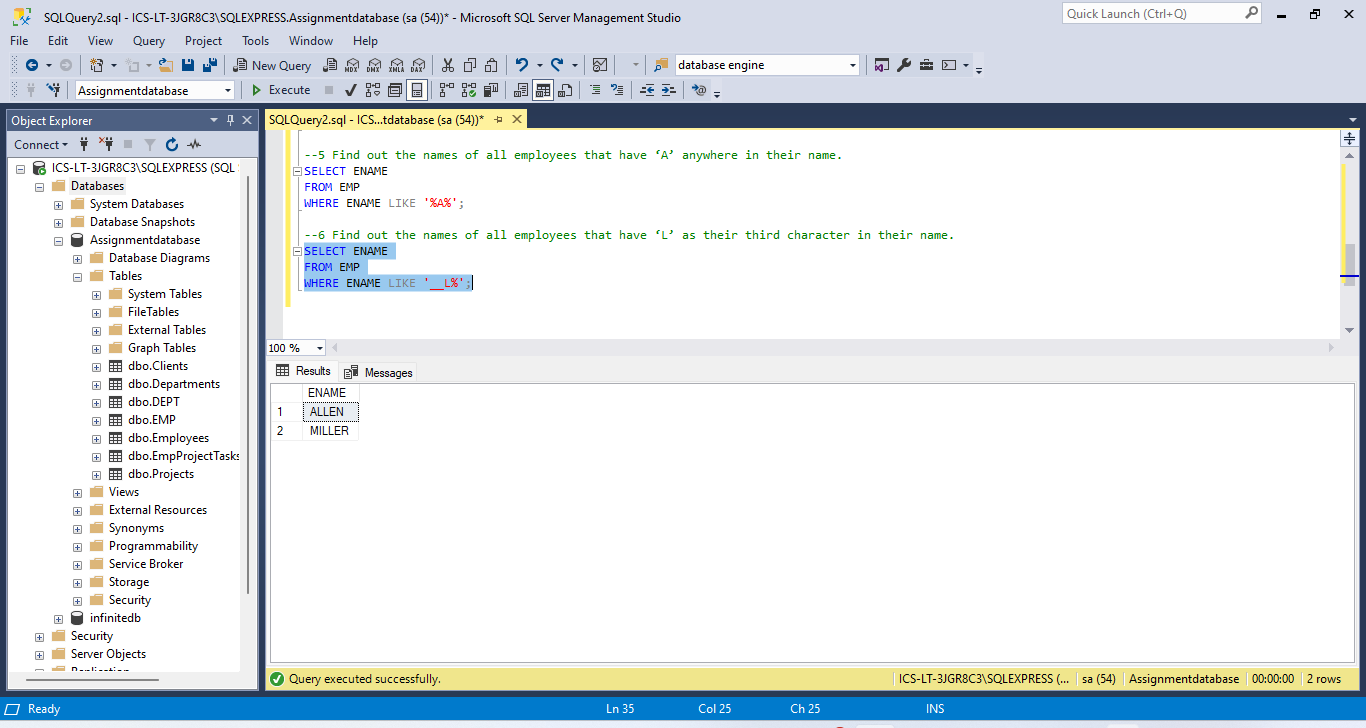 SQLQuery2.sql - ICS-LT-3JGR8C3\SQLEXPRESS.Assignmentdatabase (sa (54))* - Microsoft SQL Server Management Studio
Quick Launch (Ctrl+Q)
File Edit View Query Project Tools Window Help
New Query MDX DMX XMLA DAX database engine
Assignmentdatabase Execute
Object Explorer
Connect
ICS-LT-3JGR8C3\SQLEXPRESS (SQL S
Databases
System Databases
Database Snapshots
Assignmentdatabase
Database Diagrams
Tables
System Tables
FileTables
External Tables
Graph Tables
dbo.Clients
dbo.Departments
dbo.DEPT
dbo.EMP
dbo.Employees
dbo.EmpProjectTasks
dbo.Projects
Views
External Resources
Synonyms
Programmability
Service Broker
Storage
Security
infinitedb
Security
Server Objects
Replication
SQLQuery2.sql - ICS...tdatabase (sa (54))*
--5 Find out the names of all employees that have ‘A’ anywhere in their name.
SELECT ENAME
FROM EMP
WHERE ENAME LIKE '%A%';
--6 Find out the names of all employees that have ‘L’ as their third character in their name.
SELECT ENAME
FROM EMP
WHERE ENAME LIKE '__L%';
100 %
Results Messages
ENAME
1 ALLEN
2 MILLER
Query executed successfully.
ICS-LT-3JGR8C3\SQLEXPRESS (... sa (54) Assignmentdatabase 00:00:00 2 rows
Ready Ln 35 Col 25 Ch 25 INS